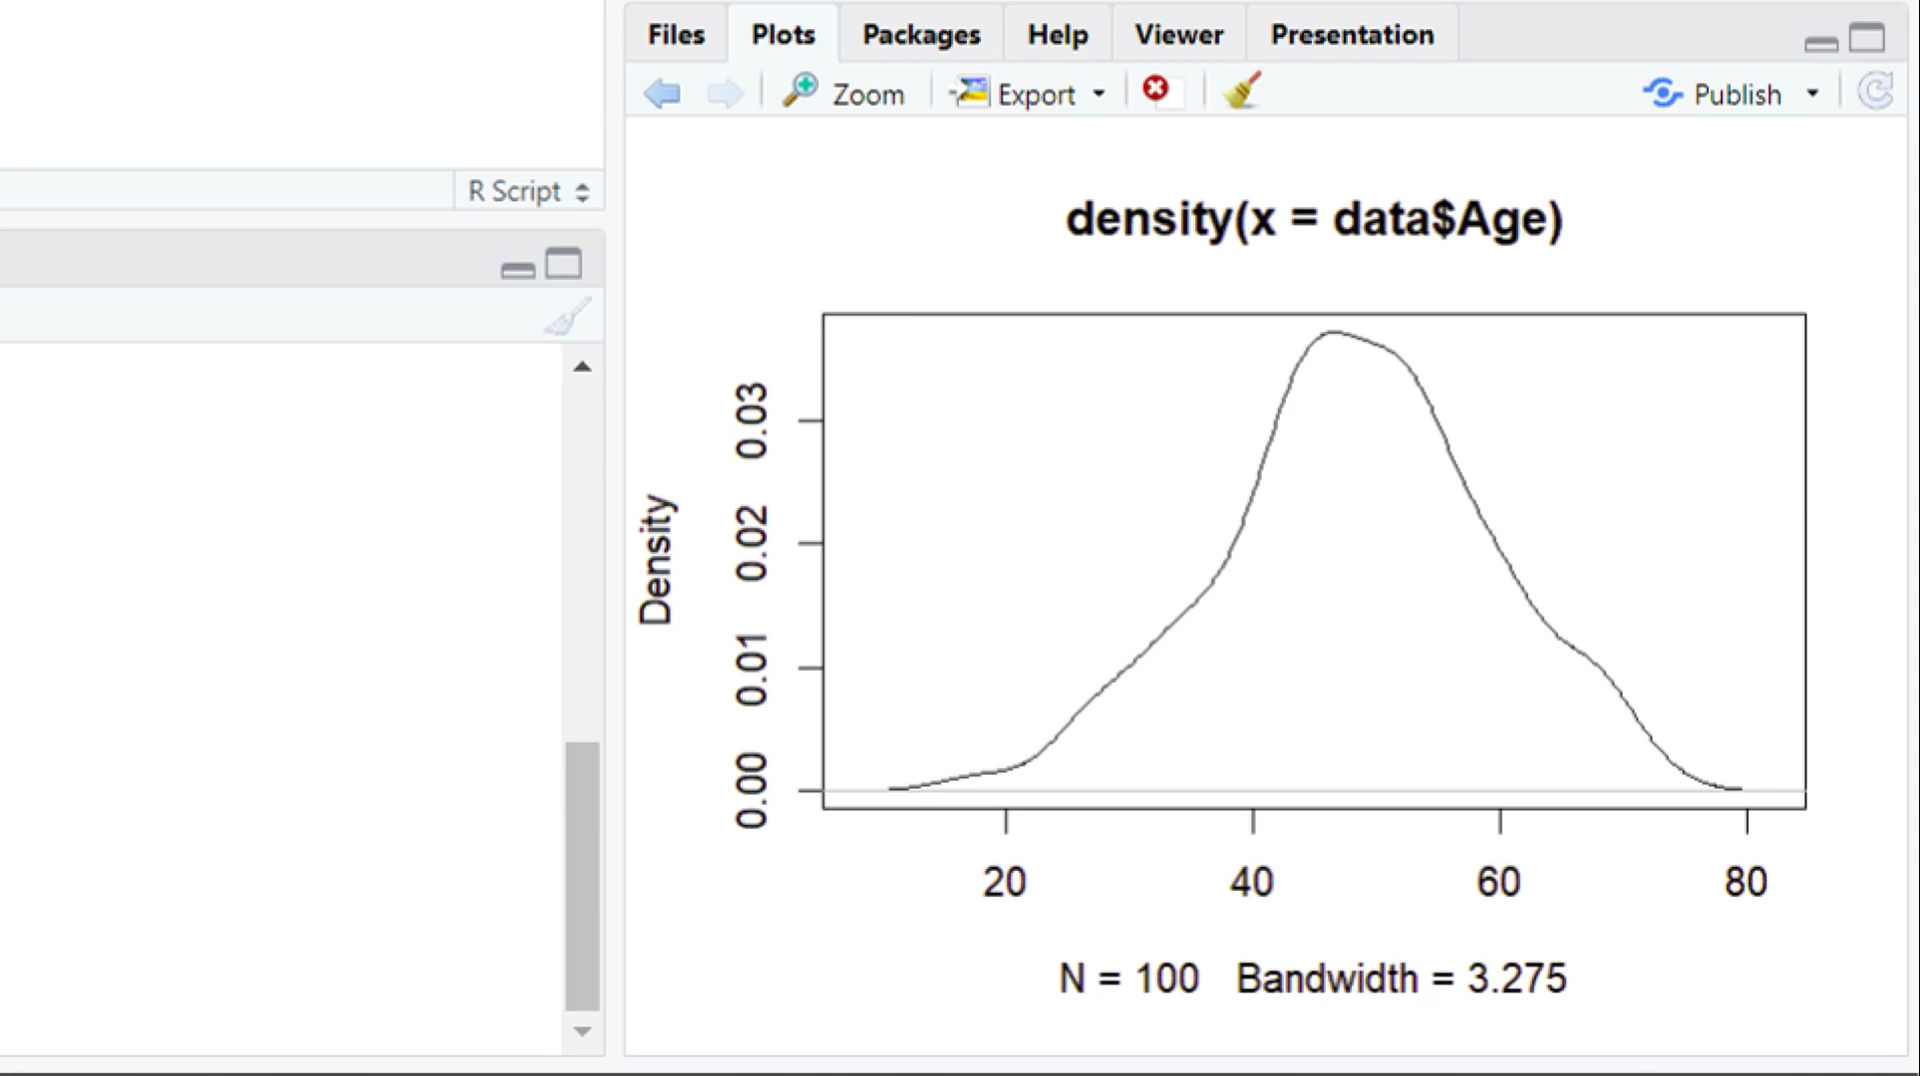 Files Plots Packages Help Viewer Presentation
Zoom Export Publish
R Script
density(x = data$Age)
Density
0.03
0.02
0.01
0.00
20 40 60 80
N = 100 Bandwidth = 3.275